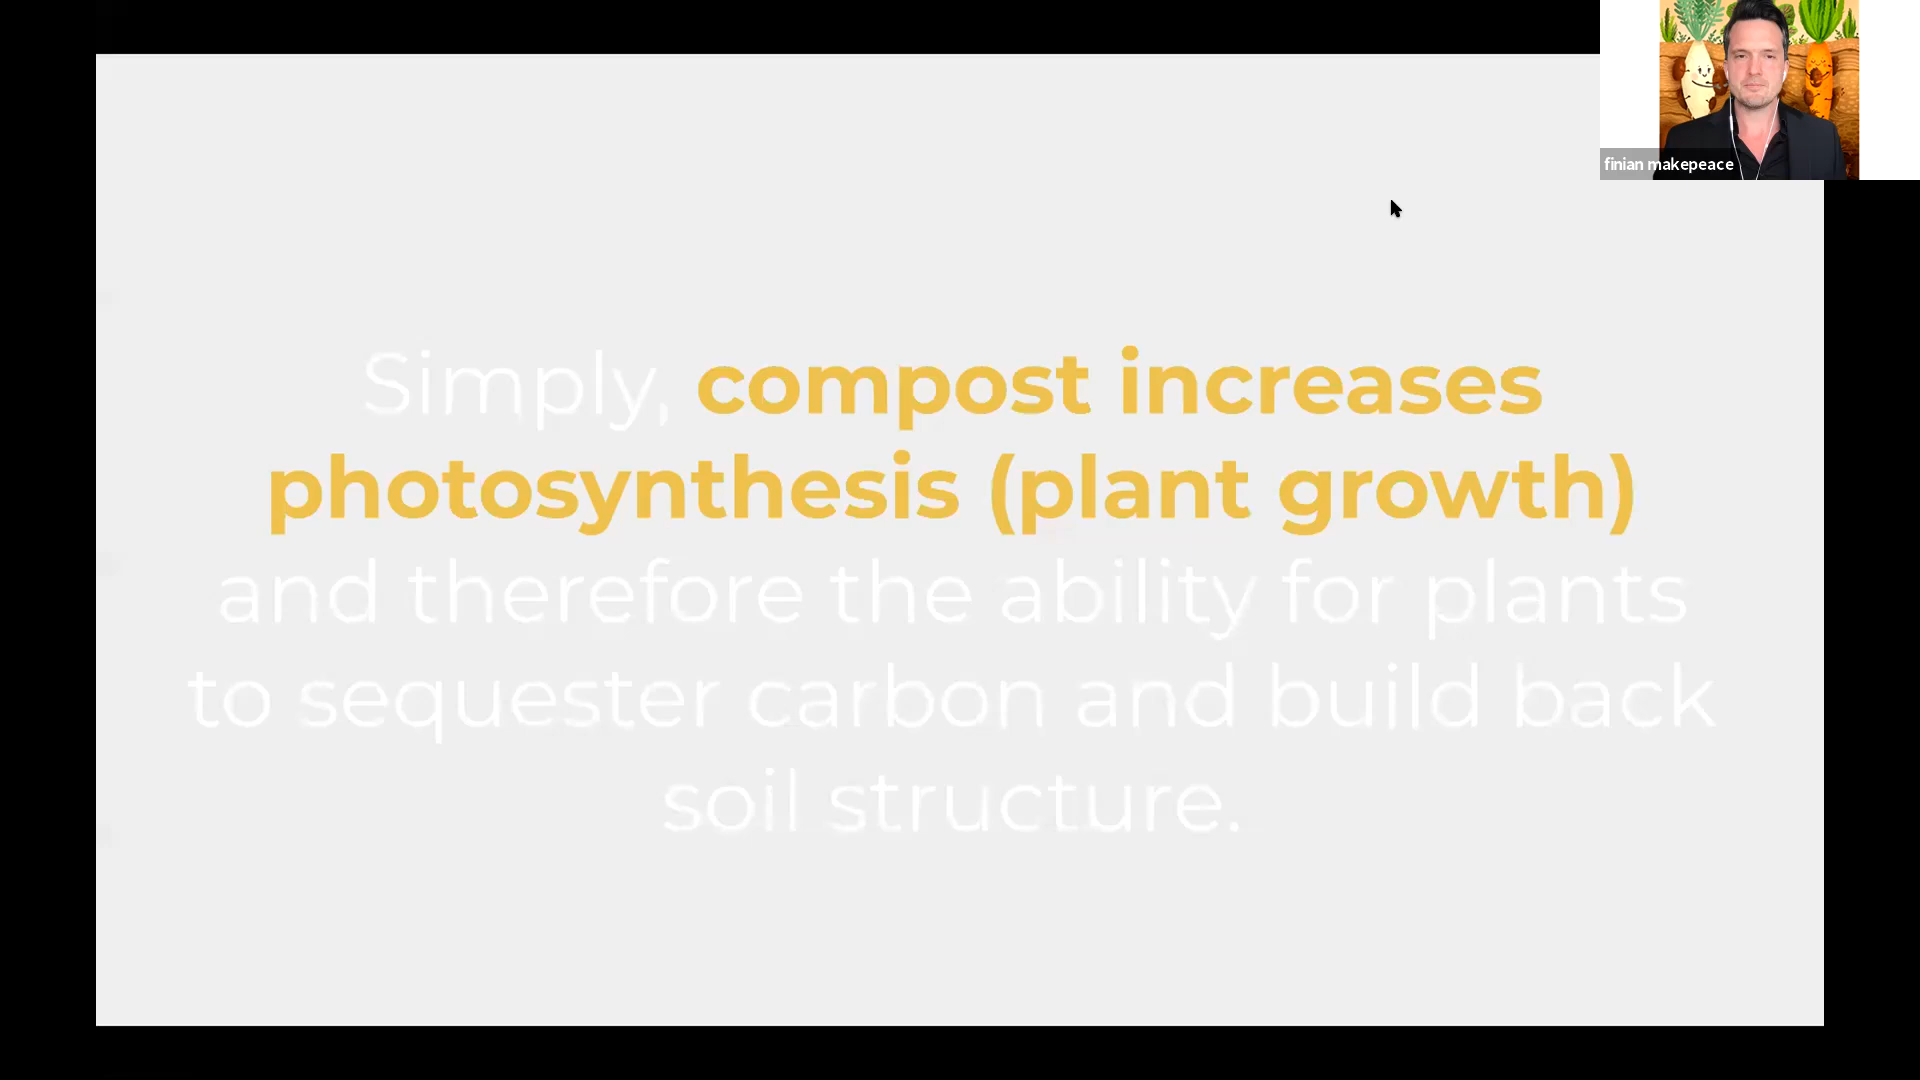 finian makepeace
Simply, compost increases
photosynthesis (plant growth)
and therefore the ability for plants
to sequester carbon and build back
soil structure.